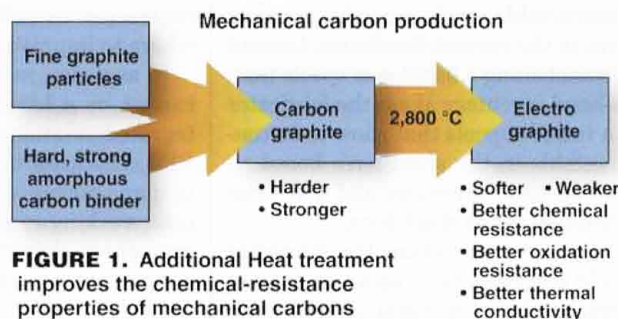 Mechanical carbon production
Fine graphite
particles
Hard, strong
amorphous
carbon binder
Carbon
graphite
• Harder
• Stronger
2,800 °C
Electro
graphite
• Softer • Weaker
• Better chemical
resistance
• Better oxidation
resistance
• Better thermal
conductivity
FIGURE 1. Additional Heat treatment
improves the chemical-resistance
properties of mechanical carbons